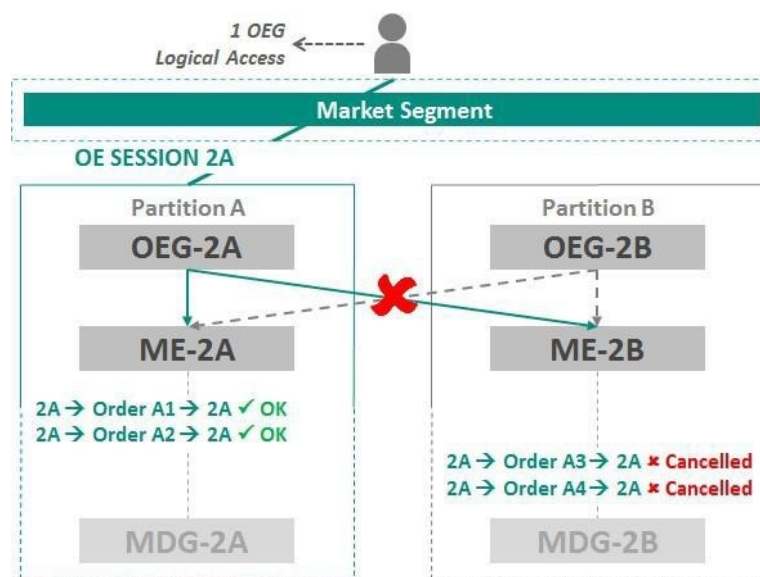 1 OEG
Logical Access
Market Segment
OE SESSION 2A
Partition A
OEG-2A
ME-2A
2A → Order A1 → 2A ✓ OK
2A → Order A2 → 2A ✓ OK
MDG-2A
Partition B
OEG-2B
ME-2B
2A → Order A3 → 2A ✘ Cancelled
2A → Order A4 → 2A ✘ Cancelled
MDG-2B